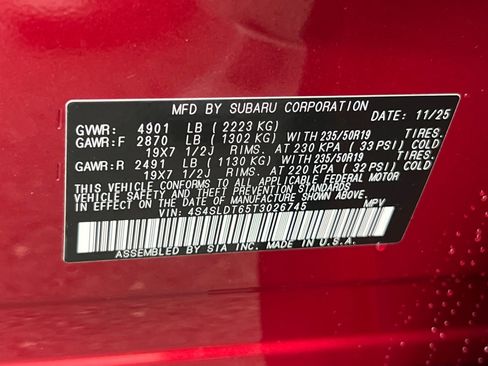 MFD BY SUBARU CORPORATION
DATE: 11/25
GVWR: 4901 LB (2223 KG)
GAWR:F 2870 LB (1302 KG) WITH 235/50R19 TIRES.
19X7 1/2J RIMS. AT 230 KPA ( 33 PSI) COLD
GAWR:R 2491 LB (1130 KG) WITH 235/50R19 TIRES.
19X7 1/2J RIMS. AT 220 KPA ( 32 PSI) COLD
THIS VEHICLE CONFORMS TO ALL APPLICABLE FEDERAL MOTOR
VEHICLE SAFETY AND THEFT PREVENTION STANDARDS
IN EFFECT ON THE DATE OF MANUFACTURE SHOWN ABOVE.
VIN: 4S4SLDT65T3026745 MPV
ASSEMBLED BY SIA INC. MADE IN U.S.A.